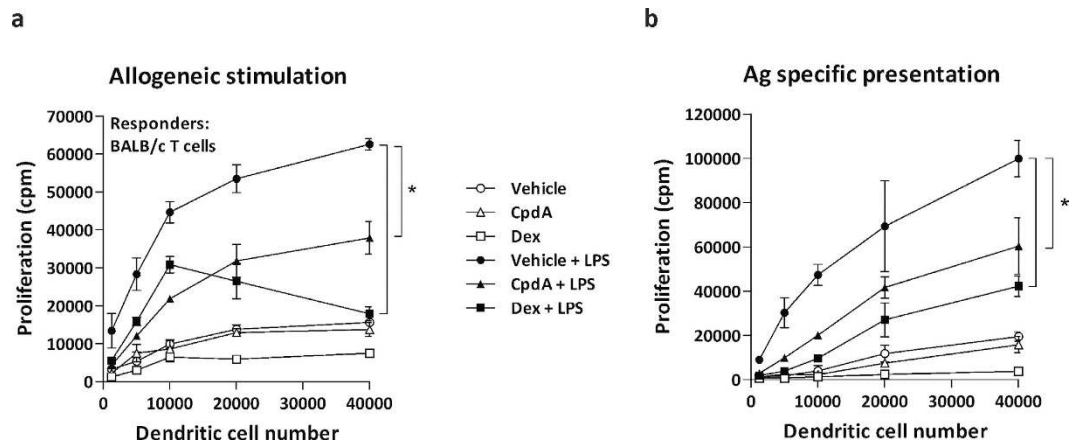 a
Allogeneic stimulation
70000
60000
50000
40000
30000
20000
10000
0
Proliferation (cpm)
Responders:
BALB/c T cells
*
0 10000 20000 30000 40000
Dendritic cell number
Vehicle
CpdA
Dex
Vehicle + LPS
CpdA + LPS
Dex + LPS
b
Ag specific presentation
120000
100000
80000
60000
40000
20000
0
Proliferation (cpm)
*
0 10000 20000 30000 40000
Dendritic cell number